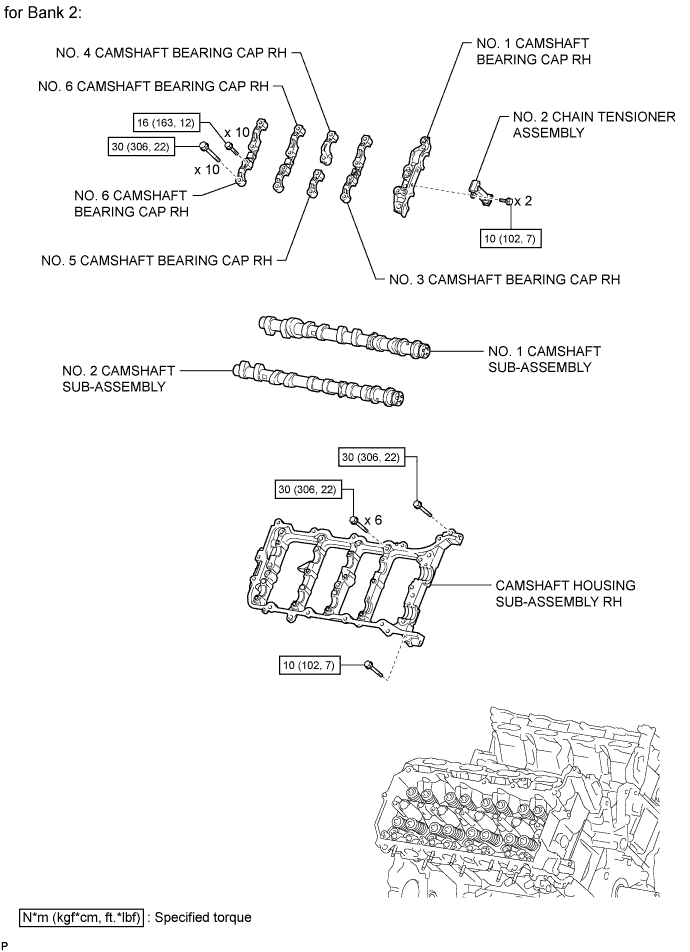 for Bank 2:
NO. 4 CAMSHAFT BEARING CAP RH
NO. 1 CAMSHAFT
BEARING CAP RH
NO. 6 CAMSHAFT BEARING CAP RH
NO. 2 CHAIN TENSIONER
ASSEMBLY
16 (163, 12)
x 10
30 (306, 22)
x 10
NO. 6 CAMSHAFT
BEARING CAP RH
x 2
10 (102, 7)
NO. 5 CAMSHAFT BEARING CAP RH
NO. 3 CAMSHAFT BEARING CAP RH
NO. 1 CAMSHAFT
SUB-ASSEMBLY
NO. 2 CAMSHAFT
SUB-ASSEMBLY
30 (306, 22)
30 (306, 22)
x 6
CAMSHAFT HOUSING
SUB-ASSEMBLY RH
10 (102, 7)
N*m (kgf*cm, ft.*lbf) : Specified torque
P